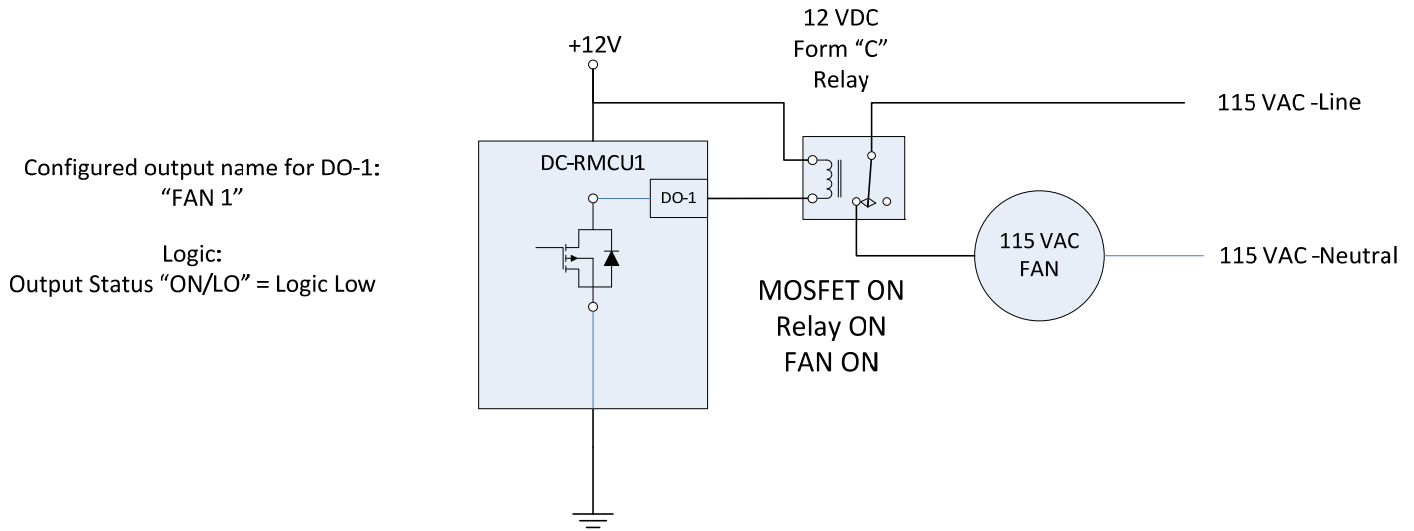 12 VDC
Form “C”
Relay
+12V
115 VAC -Line
DC-RMCU1
Configured output name for DO-1:
“FAN 1”
DO-1
Logic:
Output Status “ON/LO” = Logic Low
115 VAC
FAN
115 VAC -Neutral
MOSFET ON
Relay ON
FAN ON